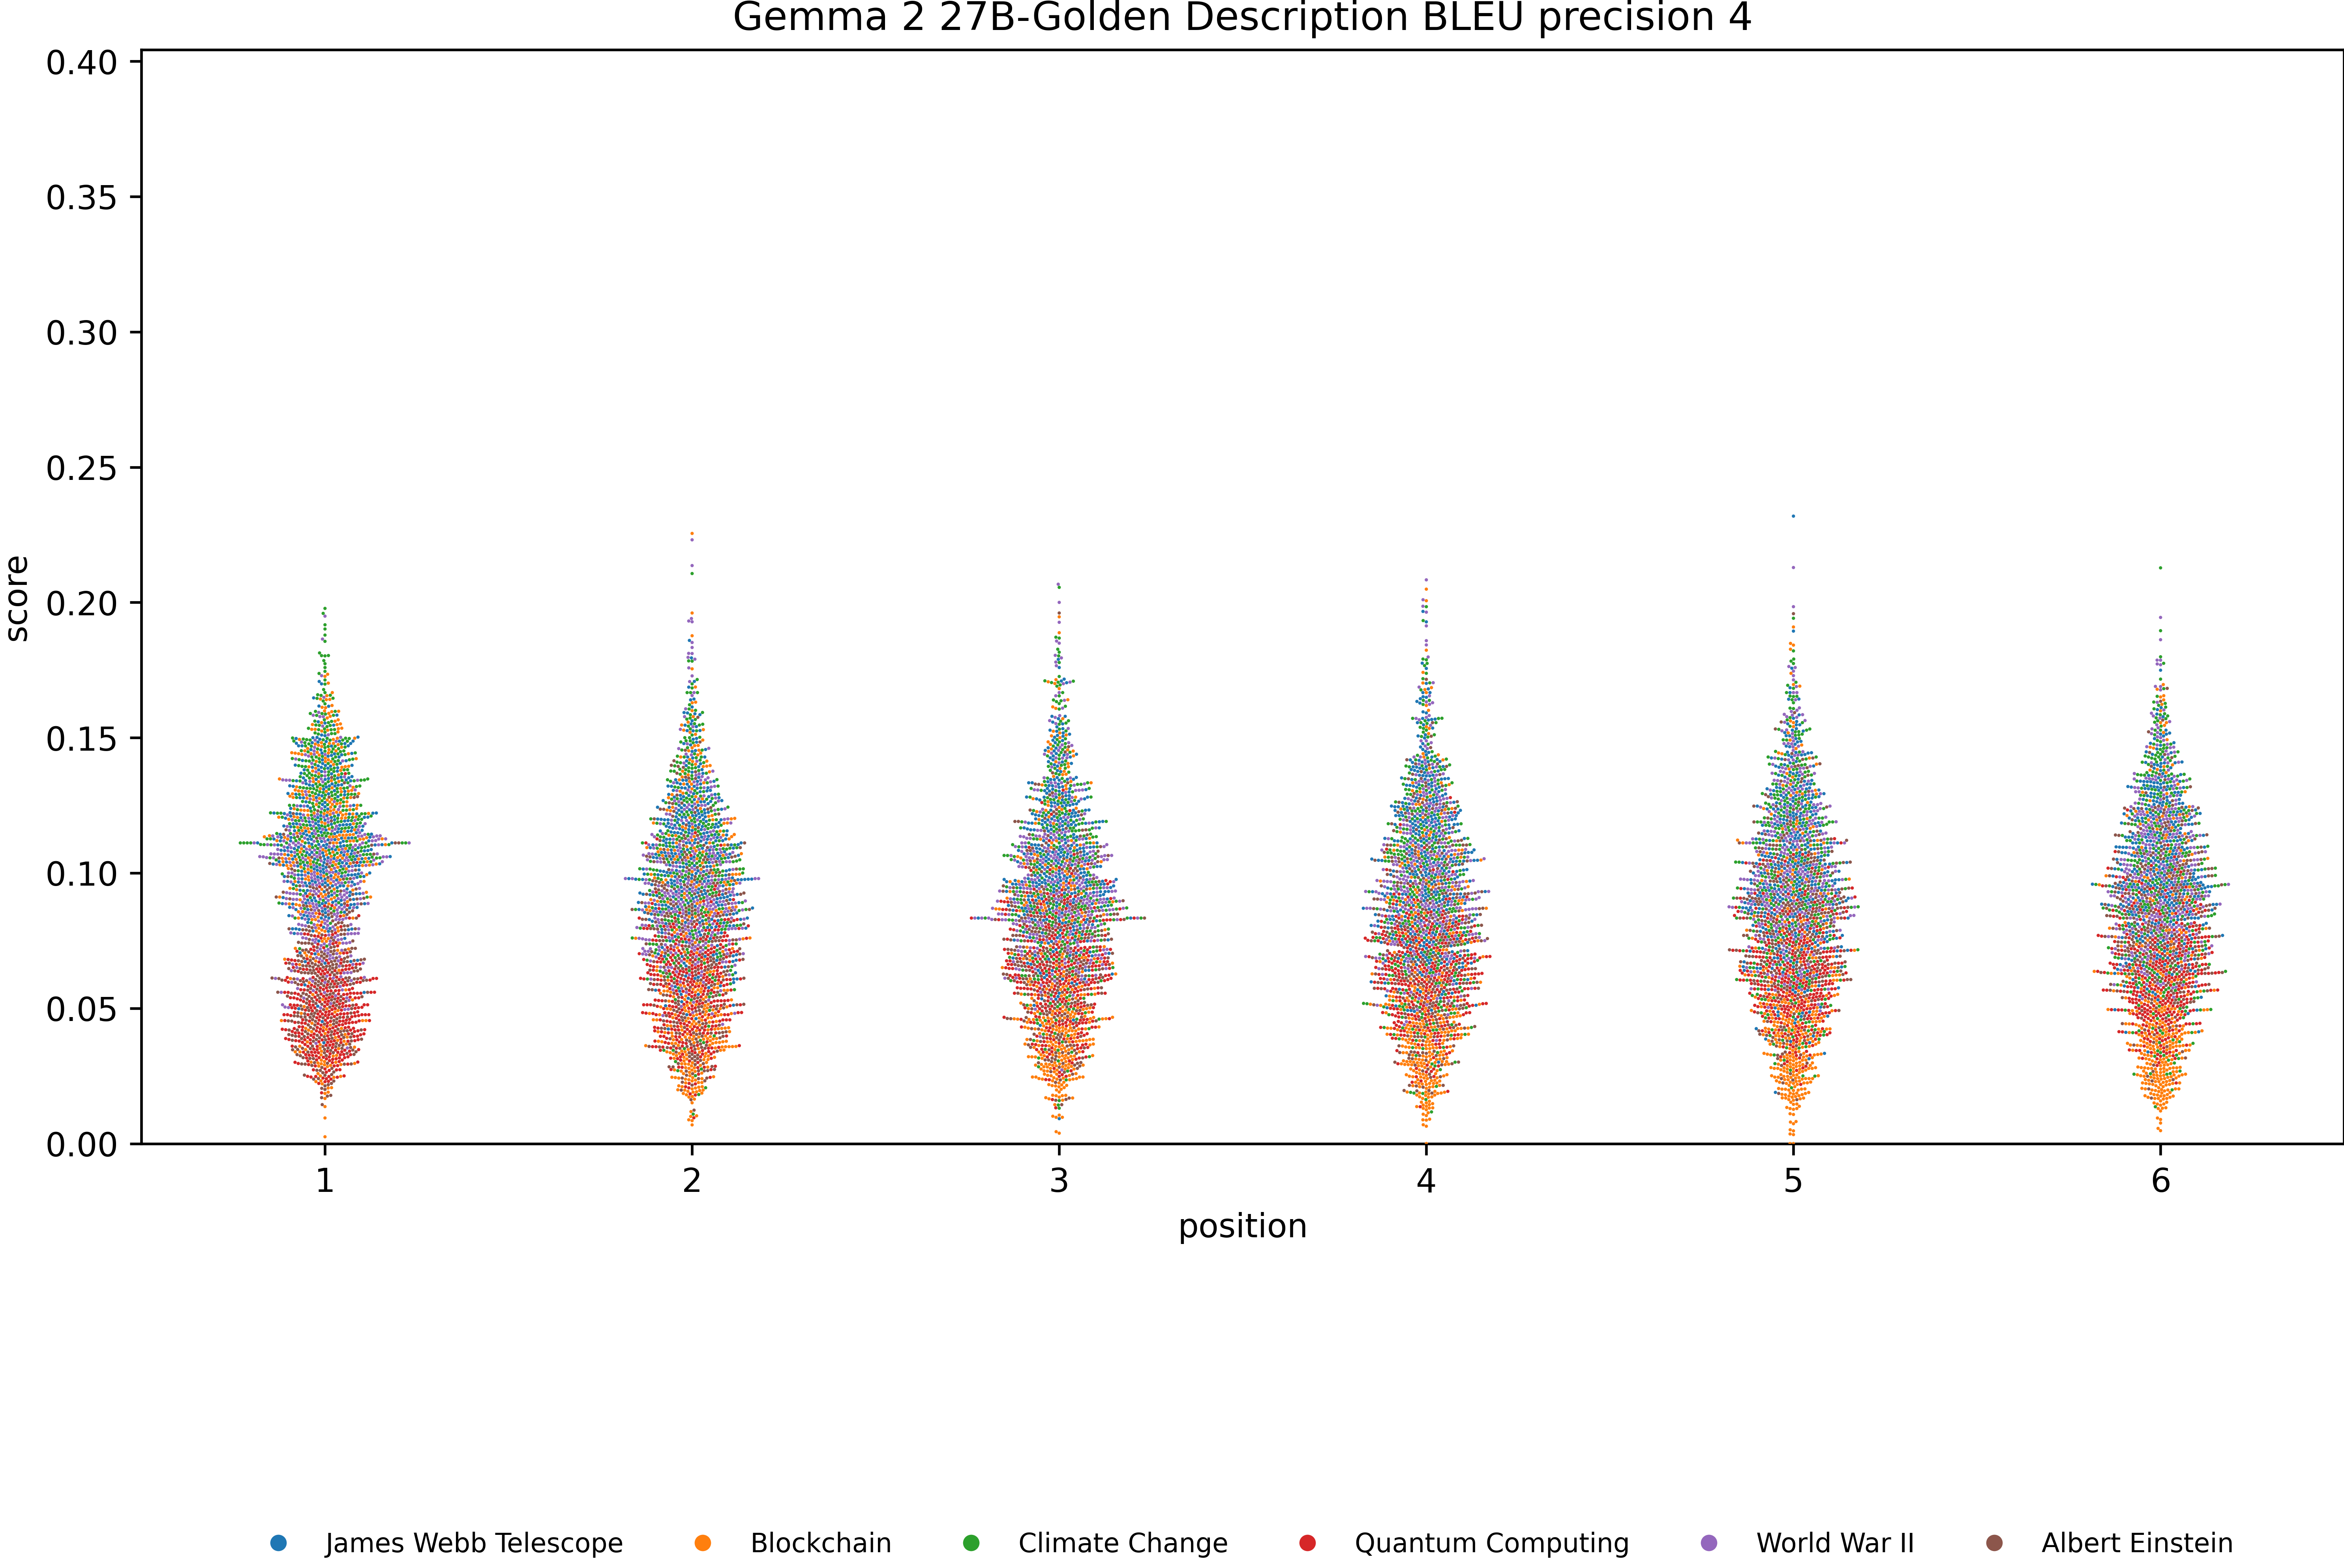 Gemma 2 27B-Golden Description BLEU precision 4
0.40
0.35
0.30
0.25
0.20
0.15
0.10
0.05
0.00
score
1 2 3 4 5 6
position
James Webb Telescope Blockchain Climate Change Quantum Computing World War II Albert Einstein